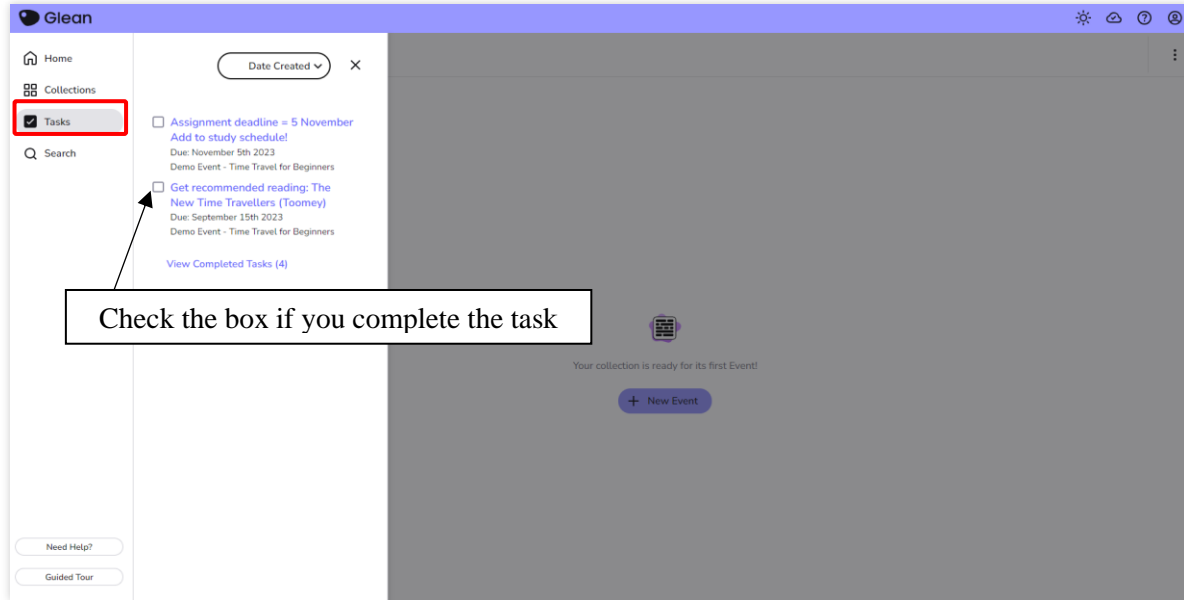 Glean
Home
Collections
Tasks
Search
Need Help?
Guided Tour
Date Created
Assignment deadline = 5 November
Add to study schedule!
Due: November 5th 2023
Demo Event - Time Travel for Beginners
Get recommended reading: The
New Time Travellers (Toomey)
Due: September 15th 2023
Demo Event - Time Travel for Beginners
View Completed Tasks (4)
Check the box if you complete the task
Your collection is ready for its first Event!
+ New Event